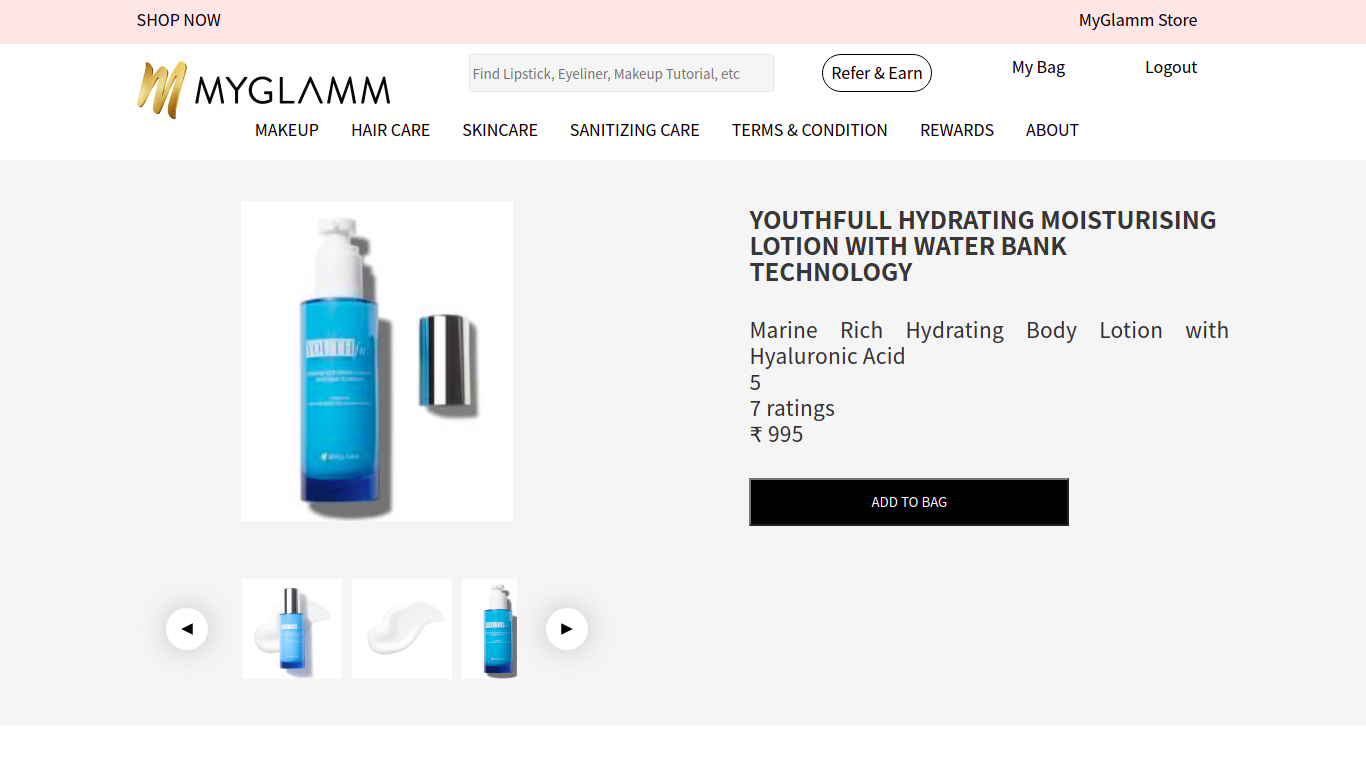 SHOP NOW
MyGlamm Store
MYGLAMM
Find Lipstick, Eyeliner, Makeup Tutorial, etc
Refer & Earn
My Bag
Logout
MAKEUP
HAIR CARE
SKINCARE
SANITIZING CARE
TERMS & CONDITION
REWARDS
ABOUT
YOUTHfull
MYGLAMM
YOUTHFULL HYDRATING MOISTURISING
LOTION WITH WATER BANK
TECHNOLOGY
Marine Rich Hydrating Body Lotion with
Hyaluronic Acid
5
7 ratings
₹ 995
ADD TO BAG